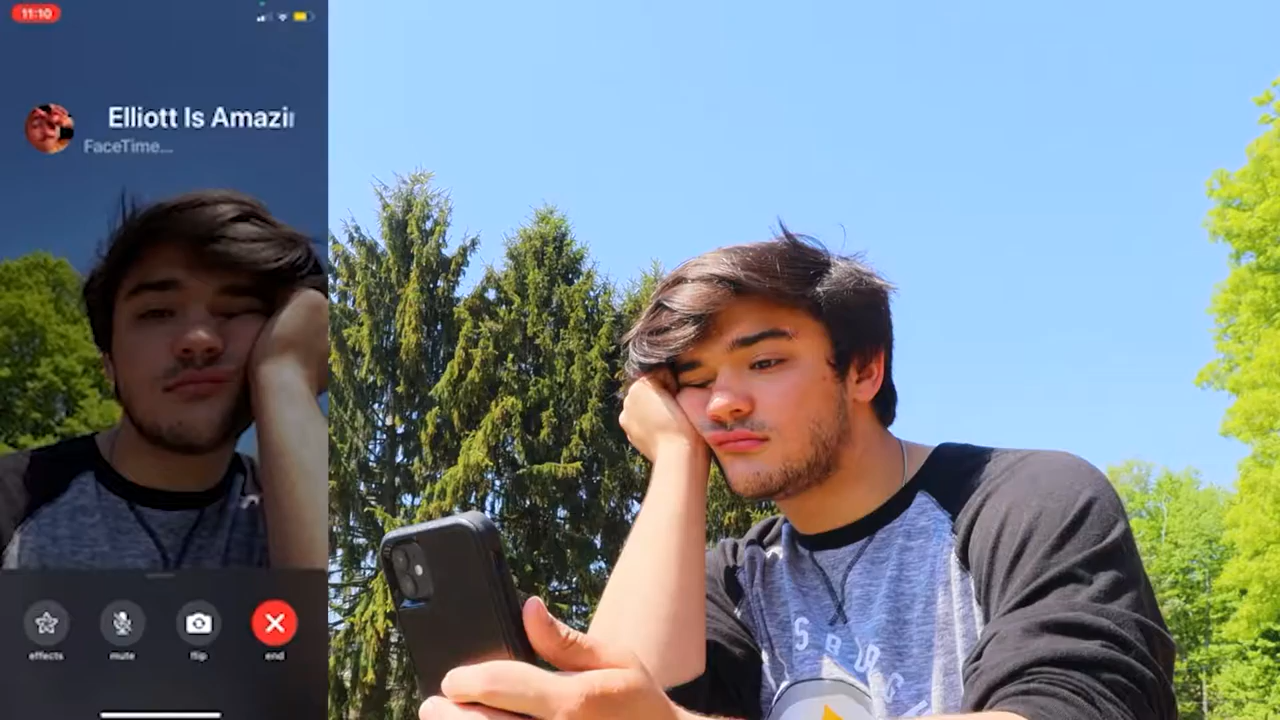 11:10
Elliott Is Amazi
FaceTime...
effects
mute
flip
end